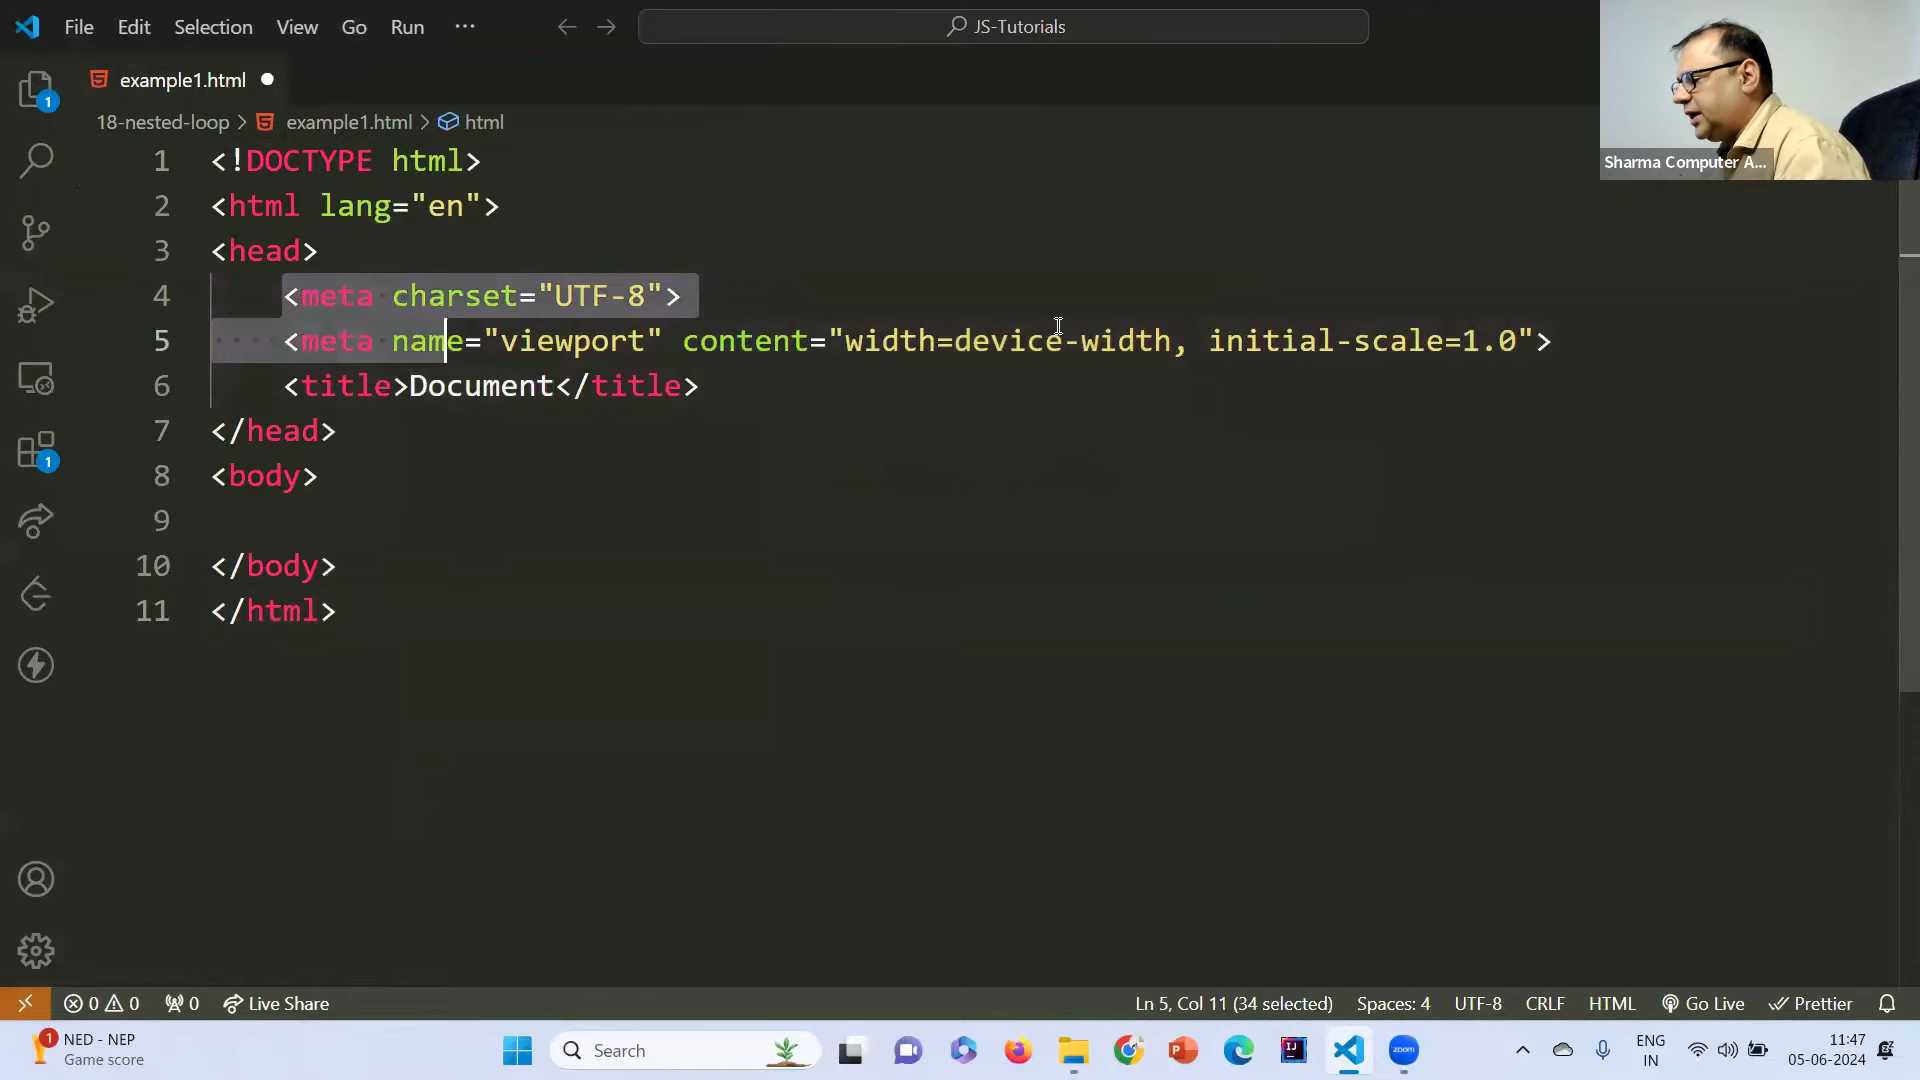 File Edit Selection View Go Run ··· JS-Tutorials
example1.html
18-nested-loop > example1.html > html
Sharma Computer A...
1 <!DOCTYPE html>
2 <html lang="en">
3 <head>
4 <meta charset="UTF-8">
5 <meta name="viewport" content="width=device-width, initial-scale=1.0">
6 <title>Document</title>
7 </head>
8 <body>
9
10 </body>
11 </html>
1
1
0 0 0 Live Share Ln 5, Col 11 (34 selected) Spaces: 4 UTF-8 CRLF HTML Go Live Prettier
1 NED - NEP
Game score
Search
zoom
ENG
IN
11:47
05-06-2024